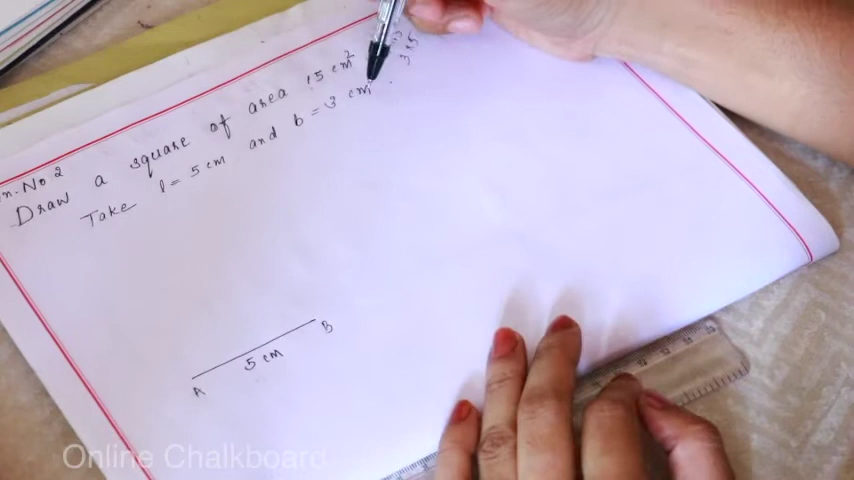 No 2
Draw a square of area 15 cm²
Take l = 5 cm and b = 3 cm.
B
5 cm
A
Online Chalkboard